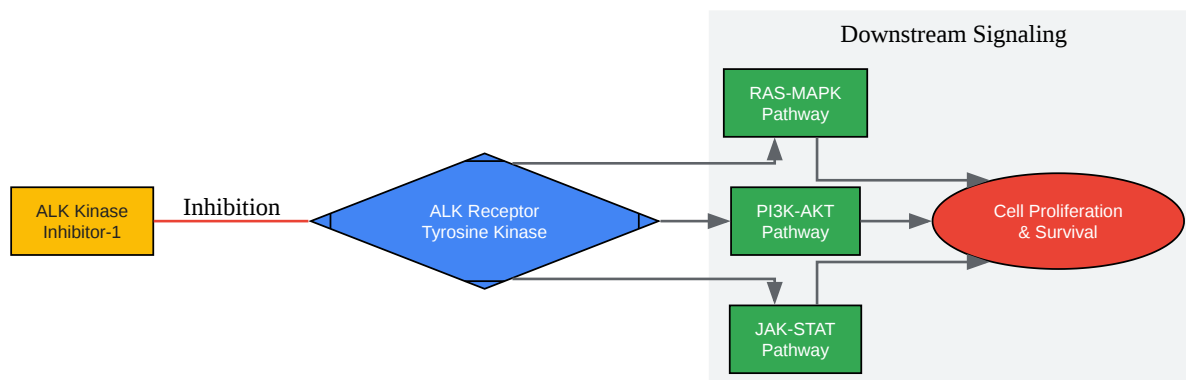 Downstream Signaling
RAS-MAPK
Pathway
Inhibition
ALK Kinase
Inhibitor-1
ALK Receptor
Tyrosine Kinase
PI3K-AKT
Pathway
Cell Proliferation
& Survival
JAK-STAT
Pathway